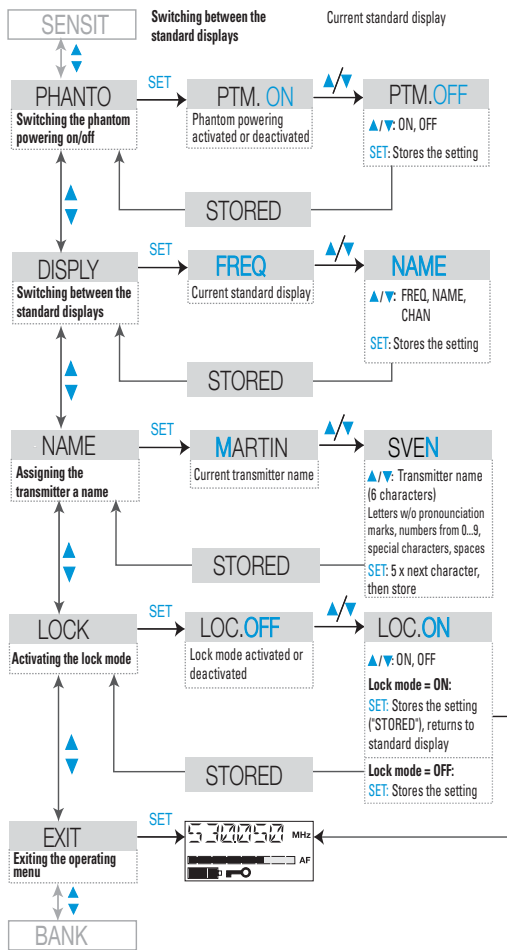 SENSIT
Switching between the
standard displays
Current standard display
PHANTO
Switching the phantom
powering on/off
SET
PTM. ON
Phantom powering
activated or deactivated
▲/▼
PTM.OFF
▲/▼: ON, OFF
SET: Stores the setting
STORED
DISPLY
Switching between the
standard displays
SET
FREQ
Current standard display
▲/▼
NAME
▲/▼: FREQ, NAME,
CHAN
SET: Stores the setting
STORED
NAME
Assigning the
transmitter a name
SET
MARTIN
Current transmitter name
▲/▼
SVEN
▲/▼: Transmitter name
(6 characters)
Letters w/o pronounciation
marks, numbers from 0...9,
special characters, spaces
SET: 5 x next character,
then store
STORED
LOCK
Activating the lock mode
SET
LOC.OFF
Lock mode activated or
deactivated
▲/▼
LOC.ON
▲/▼: ON, OFF
Lock mode = ON:
SET: Stores the setting
("STORED"), returns to
standard display
Lock mode = OFF:
SET: Stores the setting
STORED
EXIT
Exiting the operating
menu
SET
530.050 MHz
AF
BANK